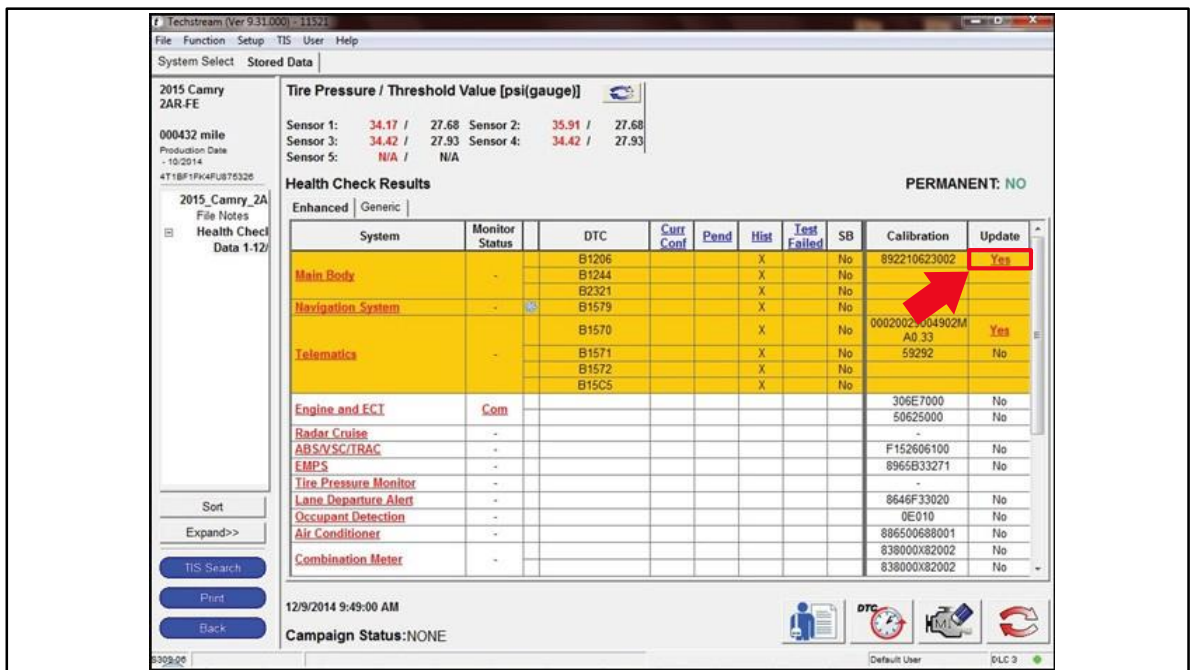 Techstream (Ver 9.31.000) - 11521
File Function Setup TIS User Help
System Select Stored Data
2015 Camry
2AR-FE
000432 mile
Production Date
- 10/2014
4T1BF1FK4FU875326
2015_Camry_2A
File Notes
Health Checl
Data 1-12/
Sort
Expand>>
TIS Search
Print
Back
Tire Pressure / Threshold Value [psi(gauge)]
Sensor 1: 34.17 / 27.68 Sensor 2: 35.91 / 27.68
Sensor 3: 34.42 / 27.93 Sensor 4: 34.42 / 27.93
Sensor 5: N/A / N/A
Health Check Results PERMANENT: NO
Enhanced Generic
System Monitor Status DTC Curr Conf Pend Hist Test Failed SB Calibration Update
Main Body - B1206 X No 892210623002 Yes
B1244 X No
B2321 X No
Navigation System - B1579 X No
Telematics - B1570 X No 00020029004902M A0.33 Yes
B1571 X No 59292 No
B1572 X No
B15C5 X No
Engine and ECT Com 306E7000 No
50625000 No
Radar Cruise - -
ABS/VSC/TRAC - F152606100 No
EMPS - 8965B33271 No
Tire Pressure Monitor - -
Lane Departure Alert - 8646F33020 No
Occupant Detection - 0E010 No
Air Conditioner - 886500688001 No
Combination Meter - 838000X82002 No
838000X82002 No
12/9/2014 9:49:00 AM
Campaign Status:NONE
DTC
S309-06 Default User DLC 3